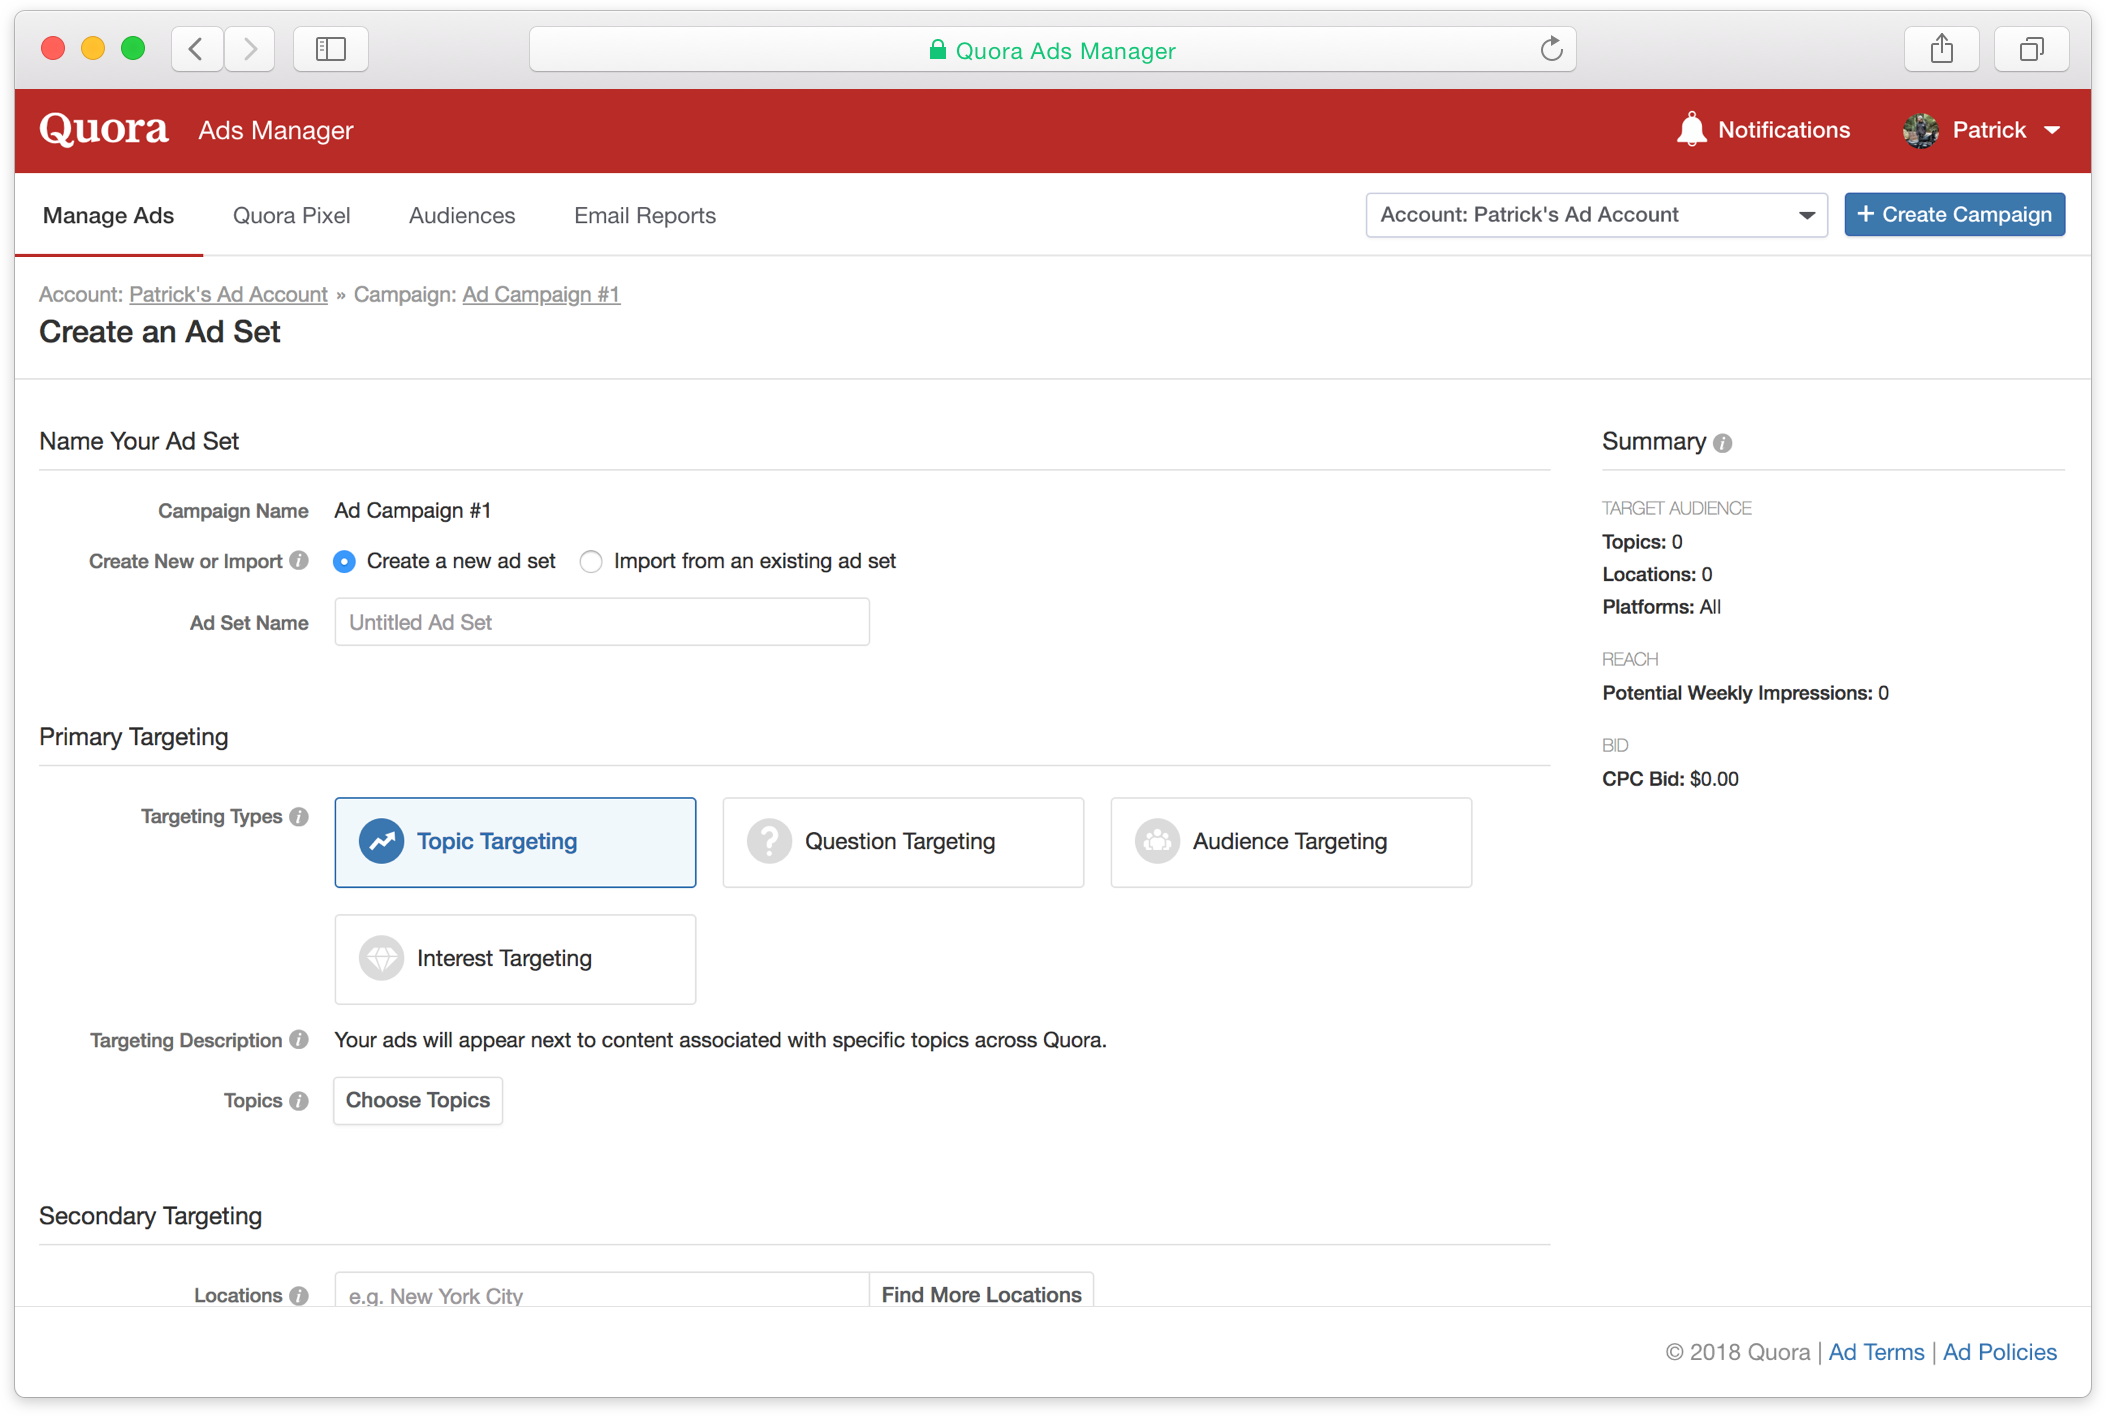 Quora Ads Manager
Quora Ads Manager Notifications Patrick
Manage Ads Quora Pixel Audiences Email Reports Account: Patrick's Ad Account + Create Campaign
Account: Patrick's Ad Account » Campaign: Ad Campaign #1
Create an Ad Set
Name Your Ad Set
Campaign Name Ad Campaign #1
Create New or Import Create a new ad set Import from an existing ad set
Ad Set Name Untitled Ad Set
Primary Targeting
Targeting Types Topic Targeting Question Targeting Audience Targeting
Interest Targeting
Targeting Description Your ads will appear next to content associated with specific topics across Quora.
Topics Choose Topics
Secondary Targeting
Locations e.g. New York City Find More Locations
Summary
TARGET AUDIENCE
Topics: 0
Locations: 0
Platforms: All
REACH
Potential Weekly Impressions: 0
BID
CPC Bid: $0.00
© 2018 Quora | Ad Terms | Ad Policies